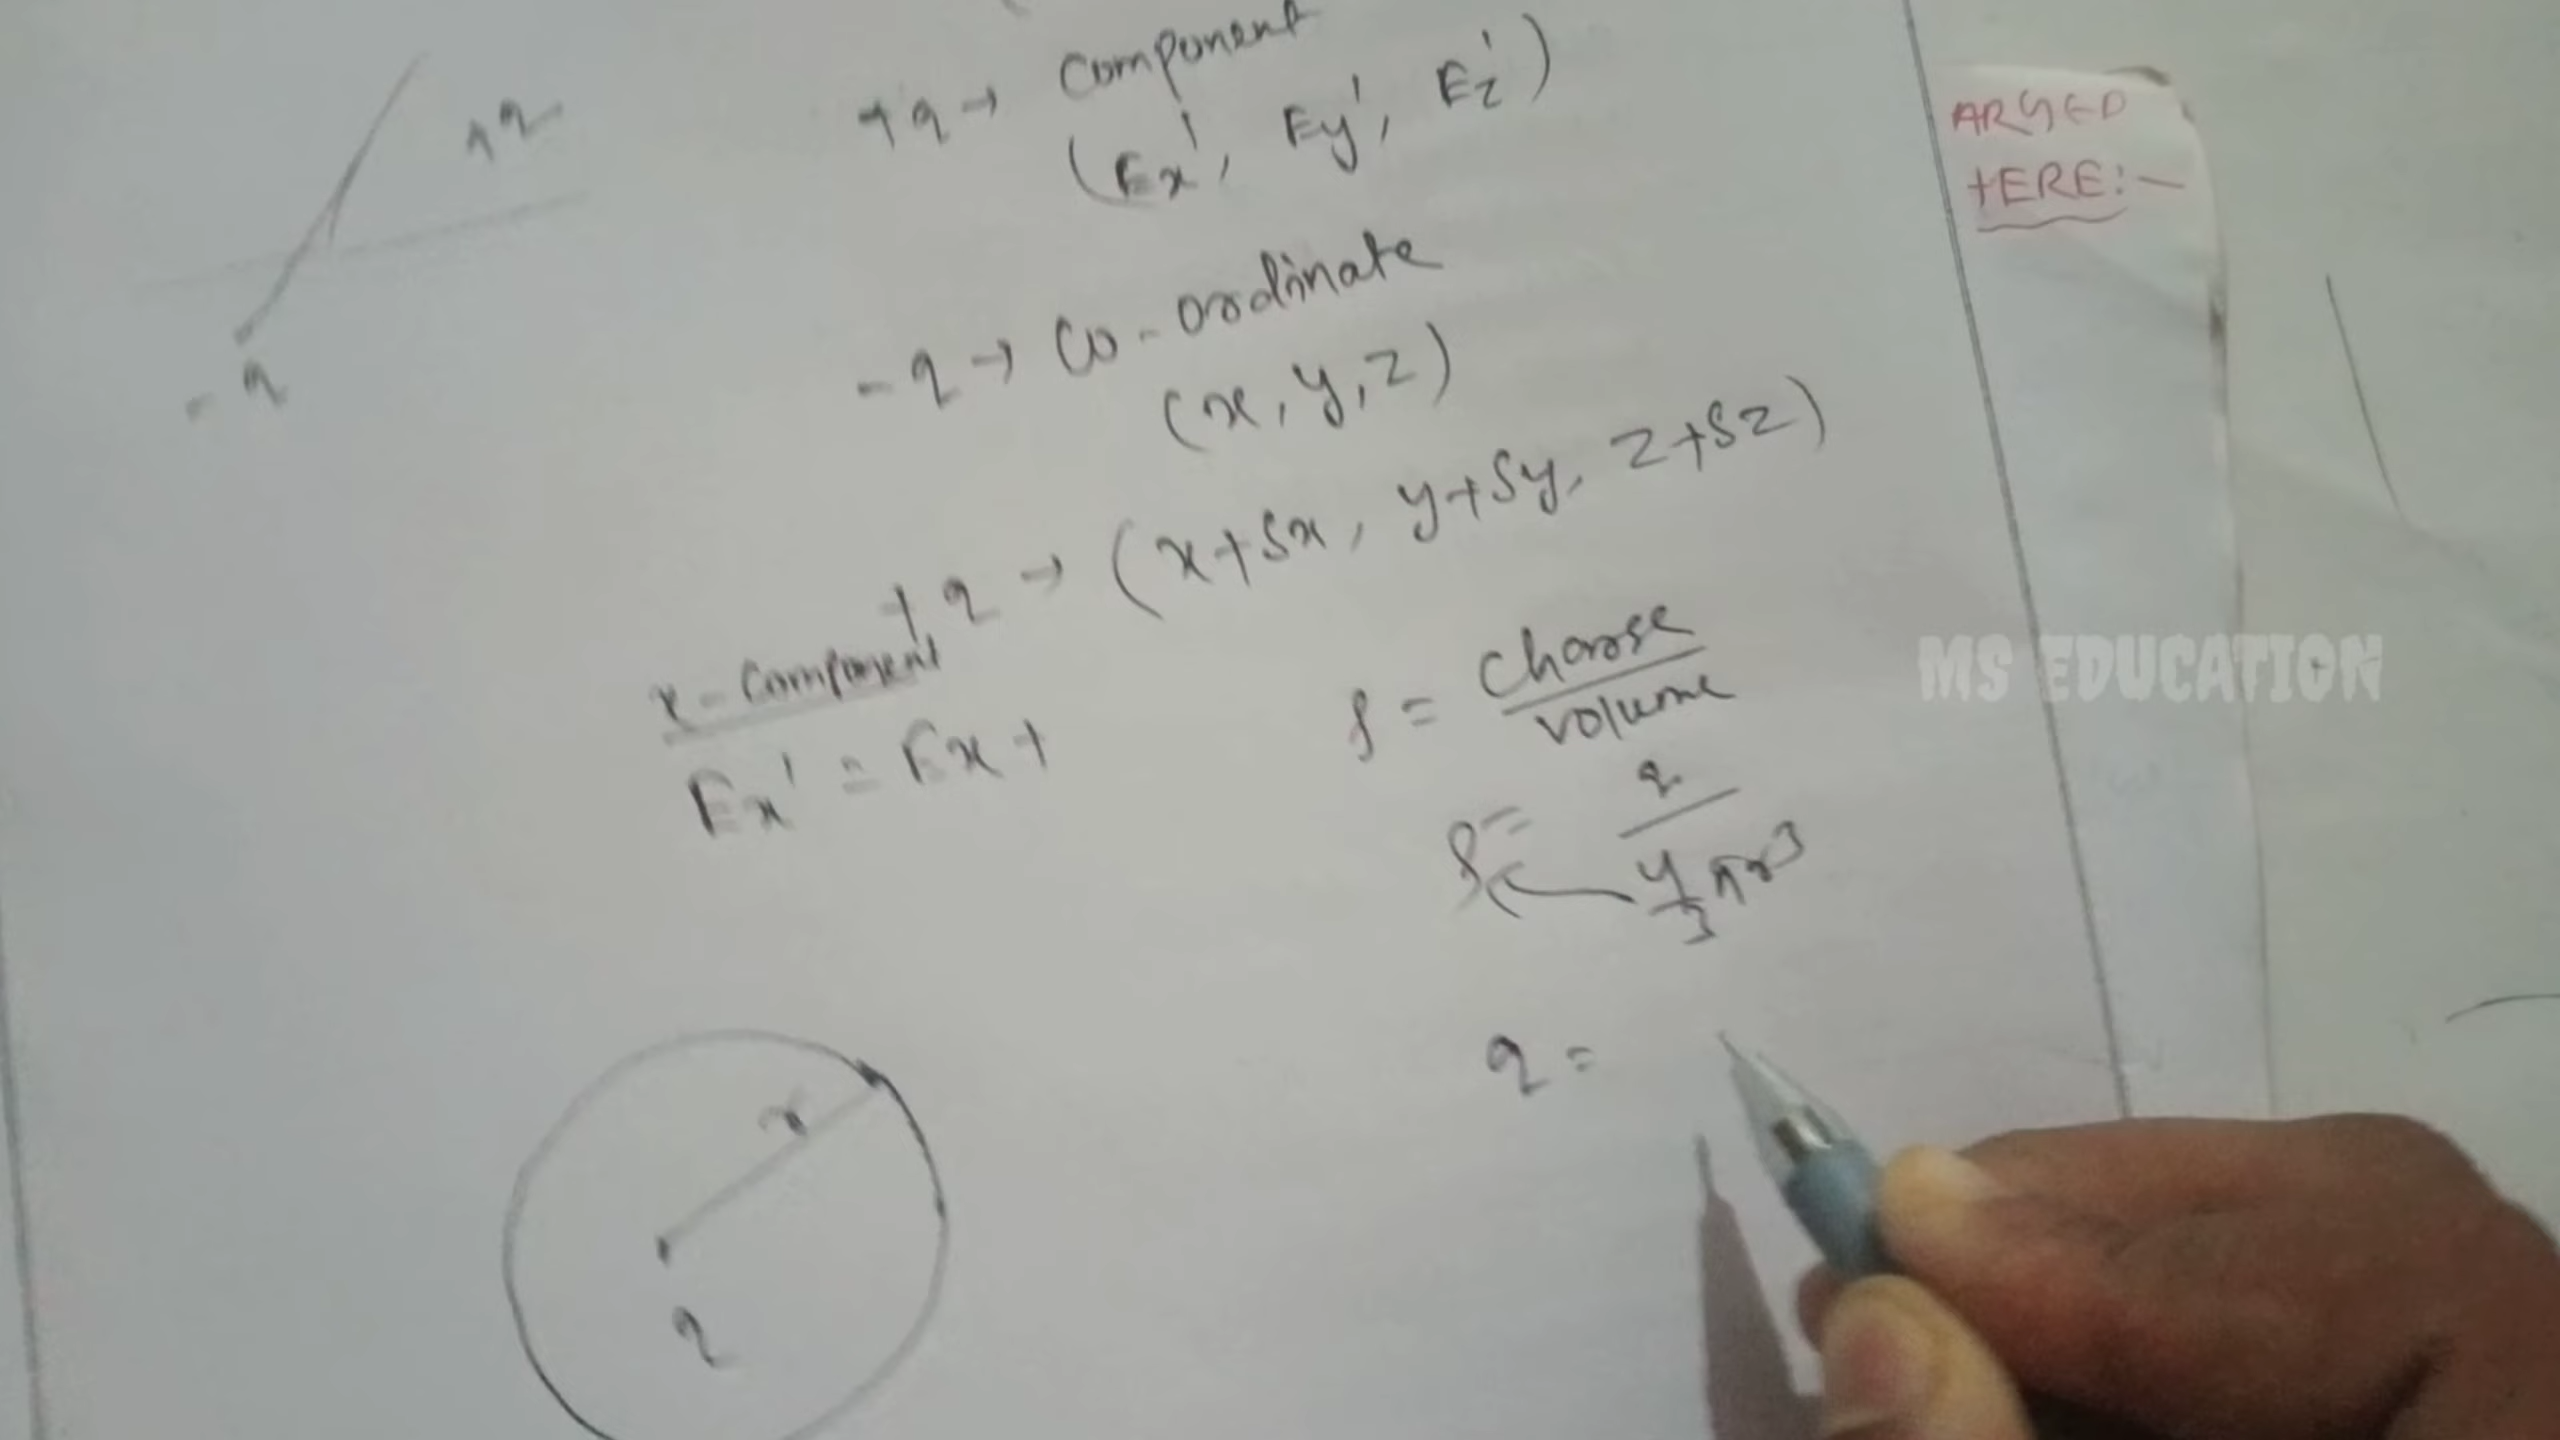 +q
-q
+q → Component
(Ex', Ey', Ez')
-q → Co-ordinate
(x, y, z)
+q → (x+δx, y+δy, z+δz)
x-component
Ex' = Ex +
ρ = Charge / volume
ρ = q / 4/3 πr³
q =
r
q
ARGED
HERE:-
MS EDUCATION